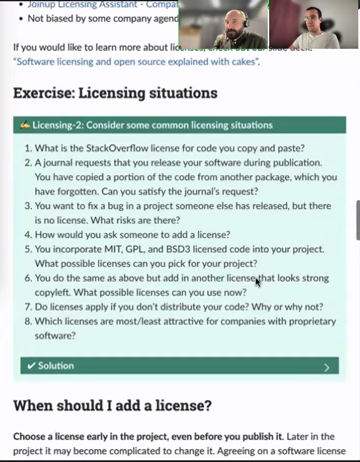 Joinup Licensing Assistant - Compa
Not biased by some company agend
If you would like to learn more about
"Software licensing and open source explained with cakes".
Exercise: Licensing situations
Licensing-2: Consider some common licensing situations
1. What is the StackOverflow license for code you copy and paste?
2. A journal requests that you release your software during publication.
You have copied a portion of the code from another package, which you
have forgotten. Can you satisfy the journal's request?
3. You want to fix a bug in a project someone else has released, but there
is no license. What risks are there?
4. How would you ask someone to add a license?
5. You incorporate MIT, GPL, and BSD3 licensed code into your project.
What possible licenses can you pick for your project?
6. You do the same as above but add in another license that looks strong
copyleft. What possible licenses can you use now?
7. Do licenses apply if you don't distribute your code? Why or why not?
8. Which licenses are most/least attractive for companies with proprietary
software?
✔ Solution
When should I add a license?
Choose a license early in the project, even before you publish it. Later in the
project it may become complicated to change it. Agreeing on a software license